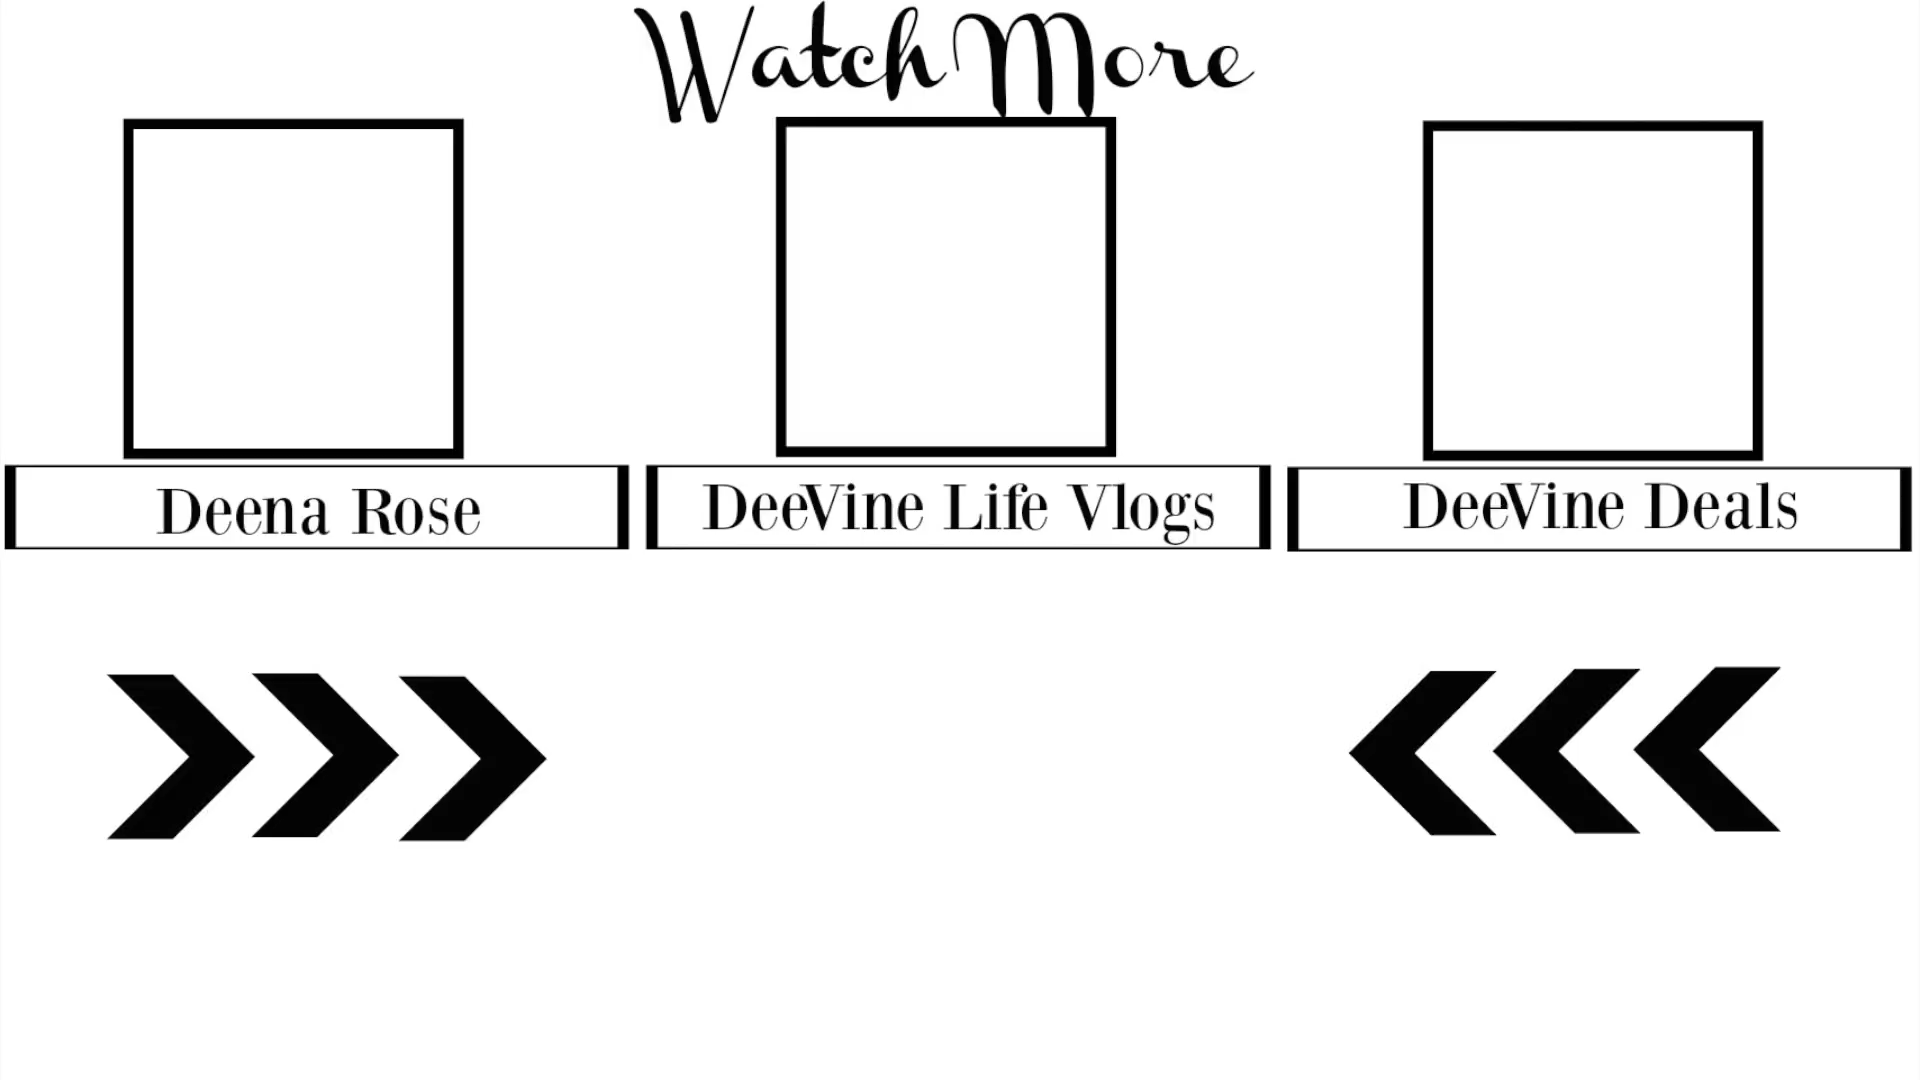 Watch More
Deena Rose
DeeVine Life Vlogs
DeeVine Deals